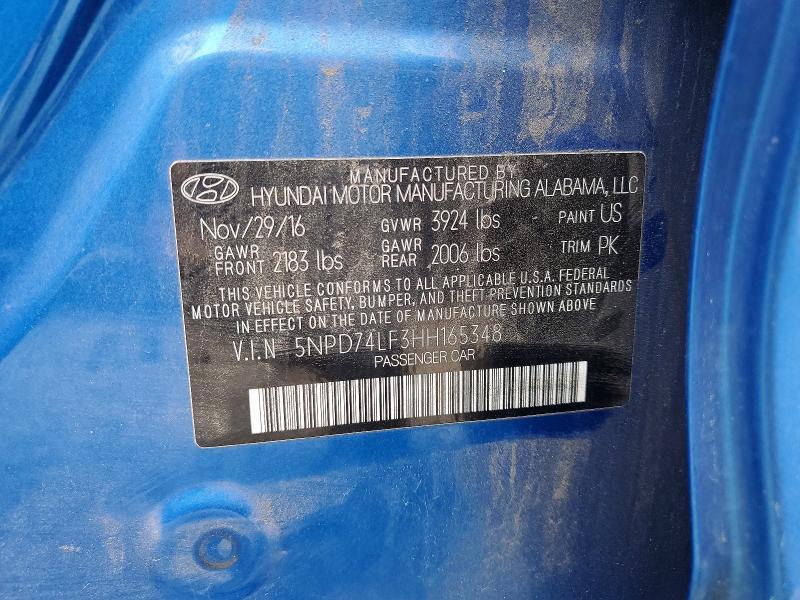 MANUFACTURED BY
HYUNDAI MOTOR MANUFACTURING ALABAMA, LLC
Nov/29/16 GVWR 3924 lbs PAINT US
GAWR FRONT 2183 lbs GAWR REAR 2006 lbs TRIM PK
THIS VEHICLE CONFORMS TO ALL APPLICABLE U.S.A. FEDERAL
MOTOR VEHICLE SAFETY, BUMPER, AND THEFT PREVENTION STANDARDS
IN EFFECT ON THE DATE OF MANUFACTURE SHOWN ABOVE
V.I.N 5NPD74LF3HH165348
PASSENGER CAR